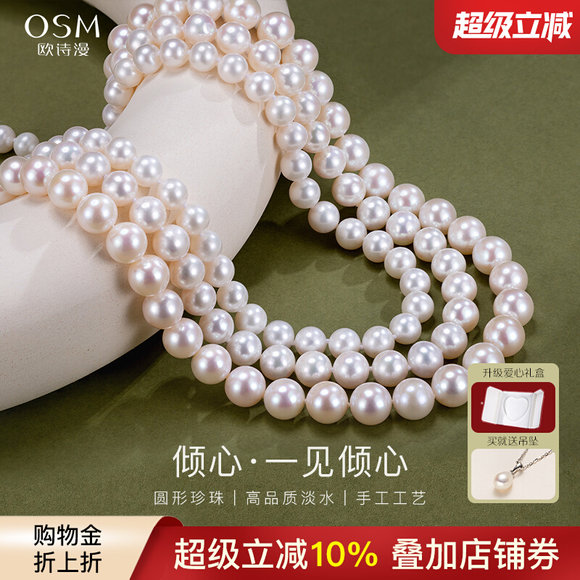 OSM
欧诗漫
超级立减
升级爱心礼盒
买就送吊坠
倾心·一见倾心
圆形珍珠|高品质淡水|手工工艺
购物金
折上折
超级立减10% 叠加店铺券